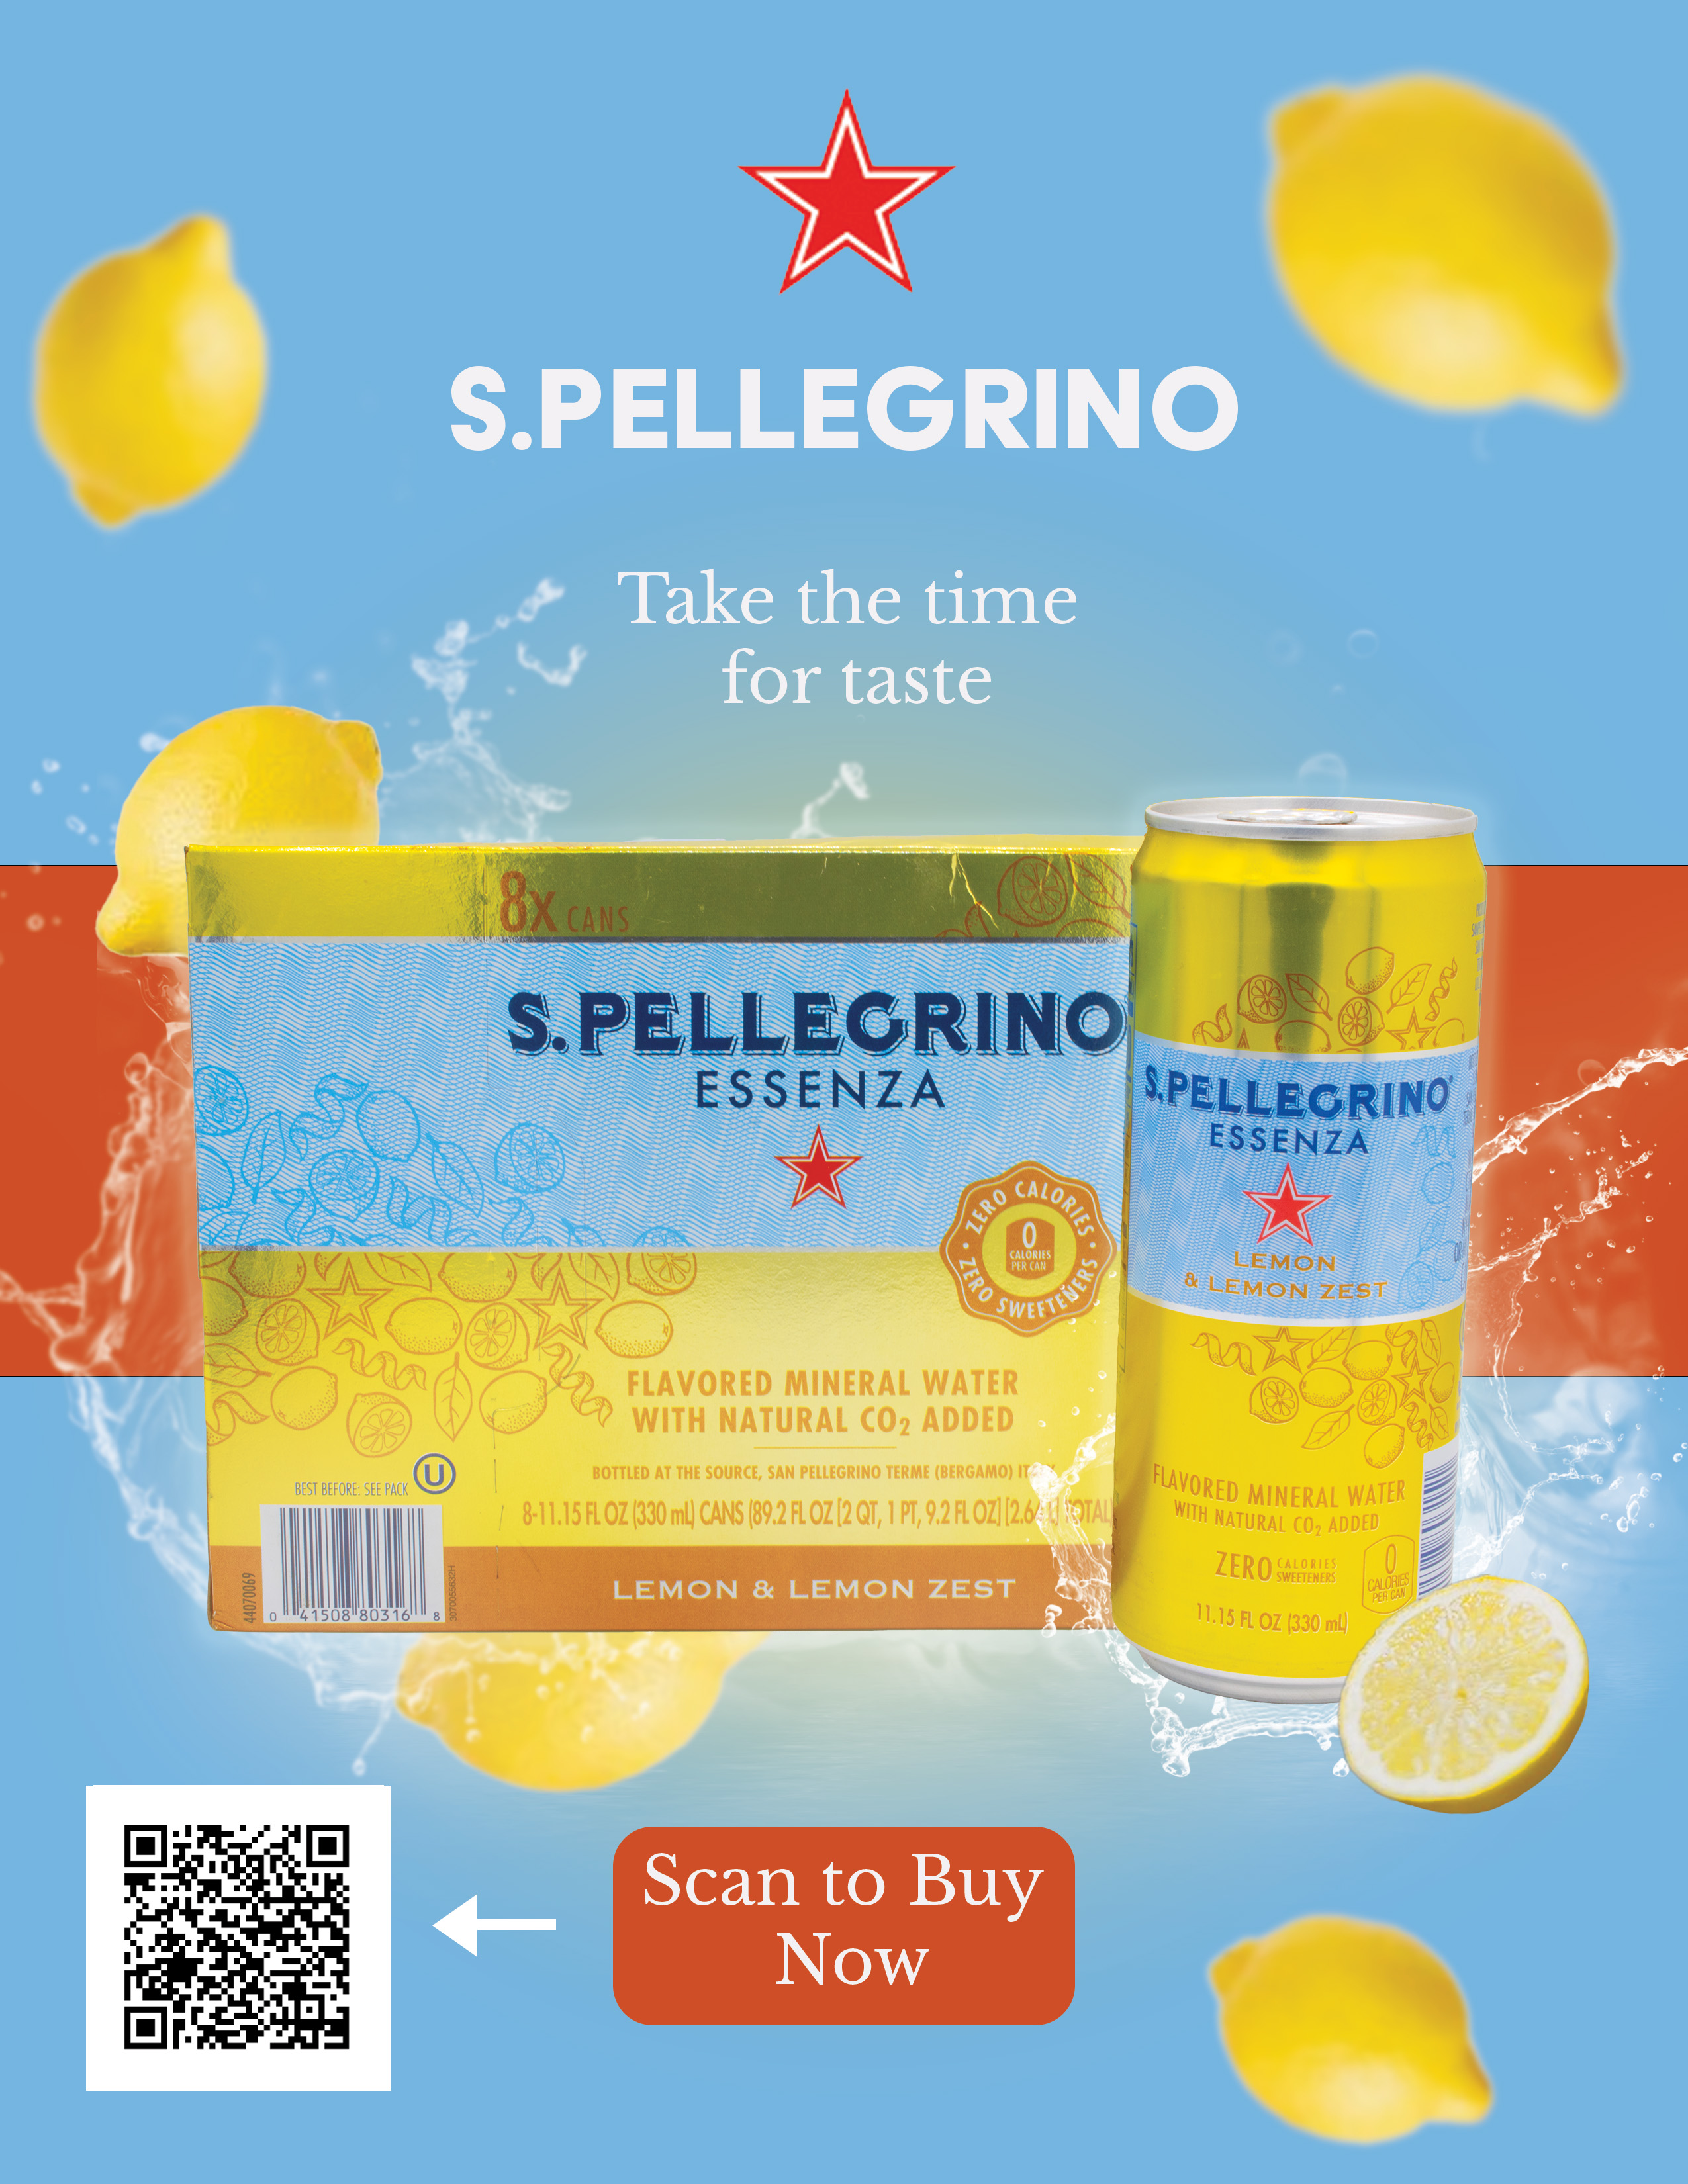 S.PELLEGRINO
Take the time
for taste
8x CANS
S.PELLEGRINO
ESSENZA
ZERO CALORIES
0
CALORIES
PER CAN
ZERO SWEETENERS
FLAVORED MINERAL WATER
WITH NATURAL CO₂ ADDED
BOTTLED AT THE SOURCE, SAN PELLEGRINO TERME (BERGAMO)
8-11.15 FL OZ (330 mL) CANS (89.2 FL OZ [2 QT, 1 PT, 9.2 FL OZ] TOTAL
BEST BEFORE: SEE PACK
U
44070069
0 41508 80316 8
LEMON & LEMON ZEST
S.PELLEGRINO
ESSENZA
LEMON
& LEMON ZEST
FLAVORED MINERAL WATER
WITH NATURAL CO₂ ADDED
ZERO CALORIES
SWEETENERS
0
CALORIES
PER CAN
11.15 FL OZ (330 mL)
Scan to Buy
Now